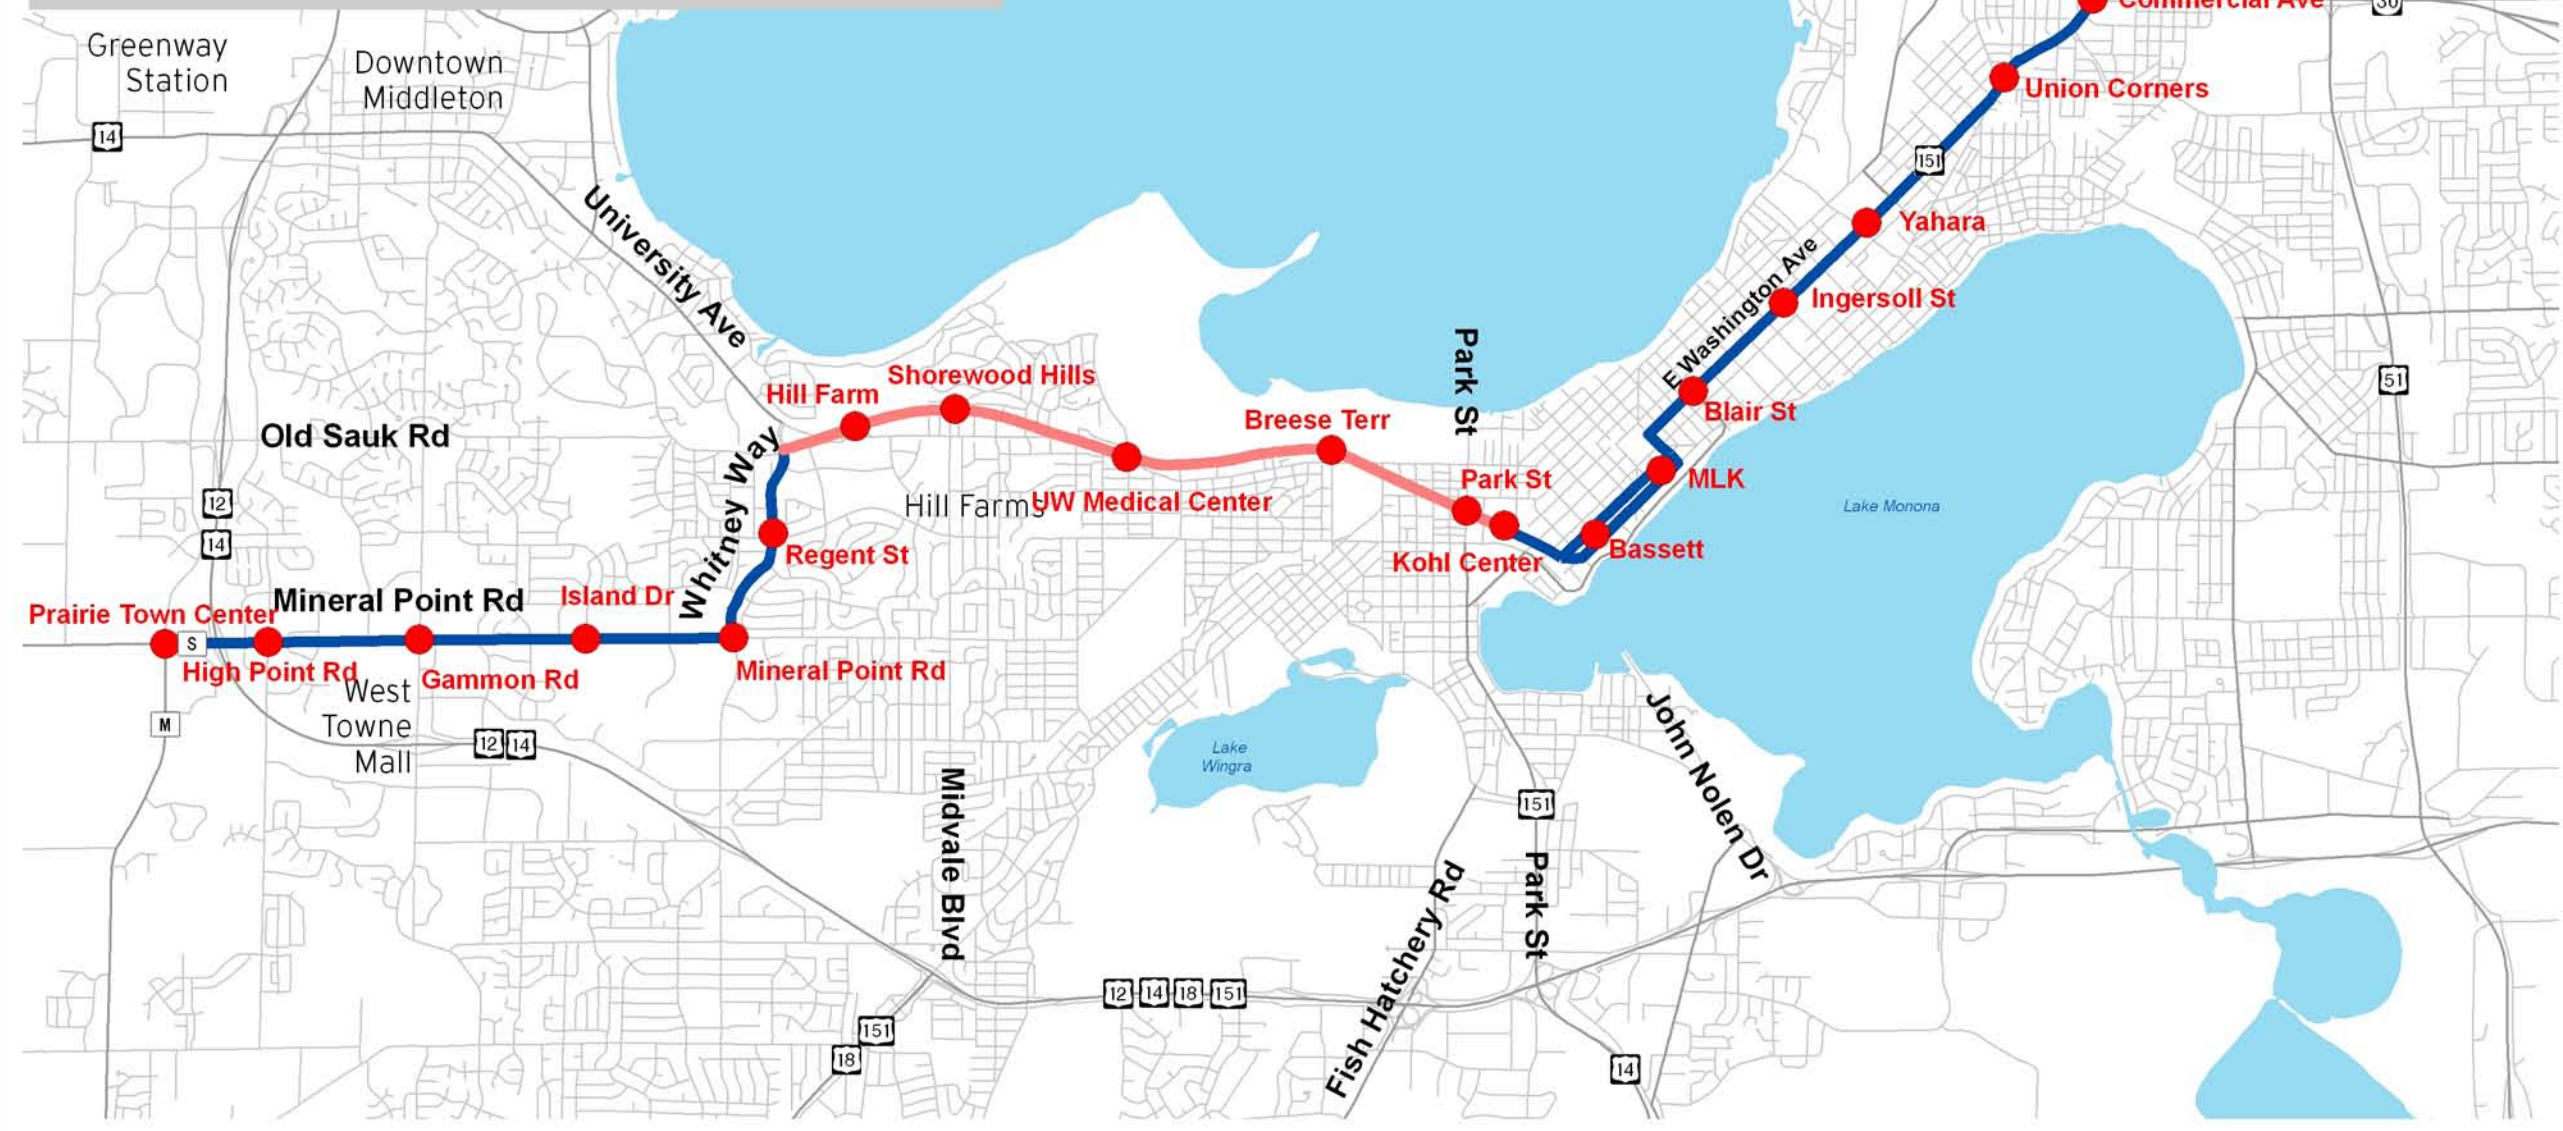 Commercial Ave
30
Greenway
Station
Downtown
Middleton
Union Corners
14
151
University Ave
Yahara
E Washington Ave
Ingersoll St
Park St
51
Shorewood Hills
Hill Farm
Blair St
Breese Terr
Old Sauk Rd
Whitney Way
Park St
MLK
12
Hill Farms
UW Medical Center
Lake Monona
14
Regent St
Kohl Center
Bassett
Mineral Point Rd
Island Dr
Prairie Town Center
S
High Point Rd
Gammon Rd
Mineral Point Rd
West
Towne
Mall
M
12
14
Lake
Wingra
John Nolen Dr
Midvale Blvd
151
Park St
Fish Hatchery Rd
12
14
18
151
151
18
14